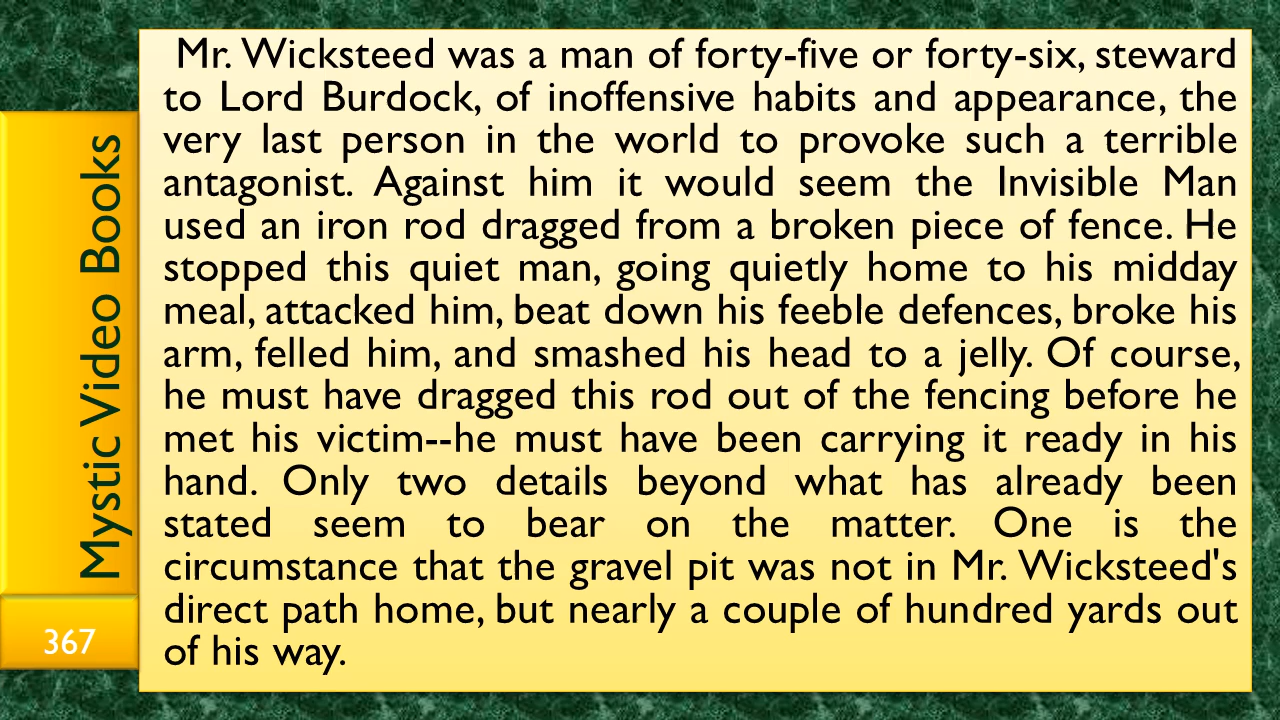 Mr. Wicksteed was a man of forty-five or forty-six, steward
to Lord Burdock, of inoffensive habits and appearance, the
very last person in the world to provoke such a terrible
antagonist. Against him it would seem the Invisible Man
used an iron rod dragged from a broken piece of fence. He
stopped this quiet man, going quietly home to his midday
meal, attacked him, beat down his feeble defences, broke his
arm, felled him, and smashed his head to a jelly. Of course,
he must have dragged this rod out of the fencing before he
met his victim--he must have been carrying it ready in his
hand. Only two details beyond what has already been
stated seem to bear on the matter. One is the
circumstance that the gravel pit was not in Mr. Wicksteed's
direct path home, but nearly a couple of hundred yards out
of his way.
Mystic Video Books
367